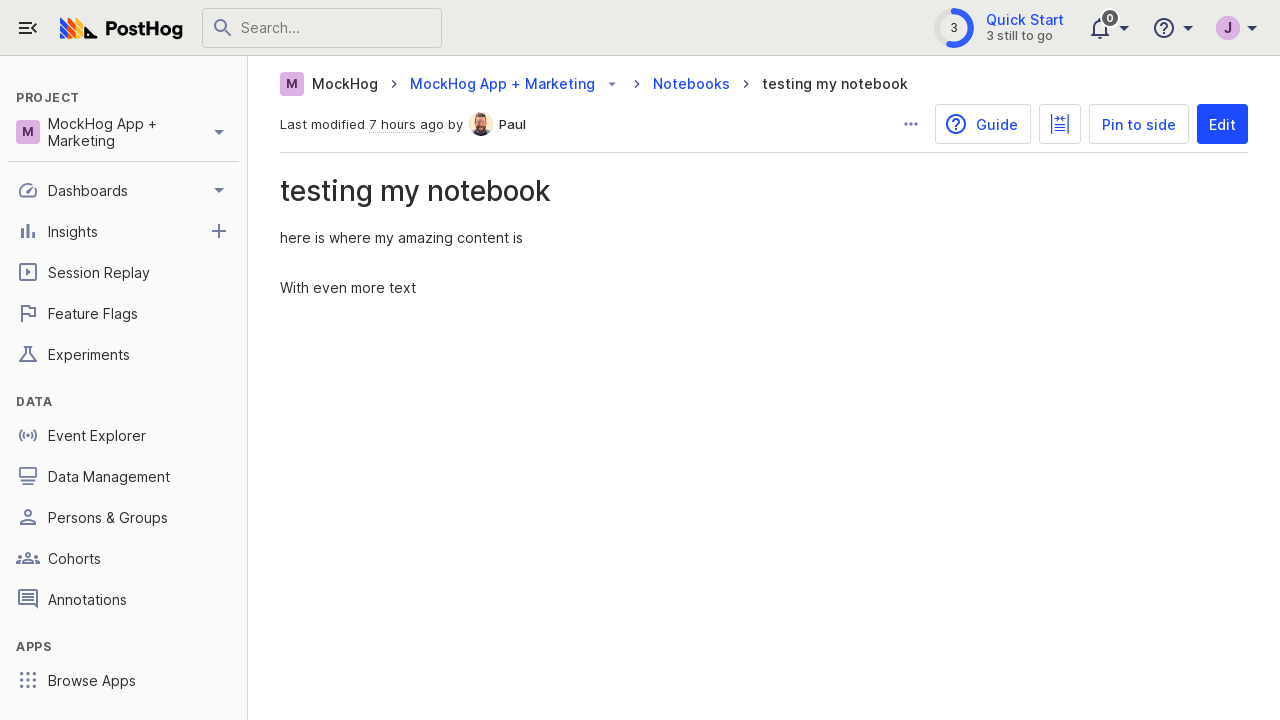 PostHog
Search...
3
Quick Start
3 still to go
0
J
PROJECT
M
MockHog App +
Marketing
Dashboards
Insights
Session Replay
Feature Flags
Experiments
DATA
Event Explorer
Data Management
Persons & Groups
Cohorts
Annotations
APPS
Browse Apps
M MockHog > MockHog App + Marketing > Notebooks > testing my notebook
Last modified 7 hours ago by Paul
Guide
Pin to side
Edit
testing my notebook
here is where my amazing content is
With even more text